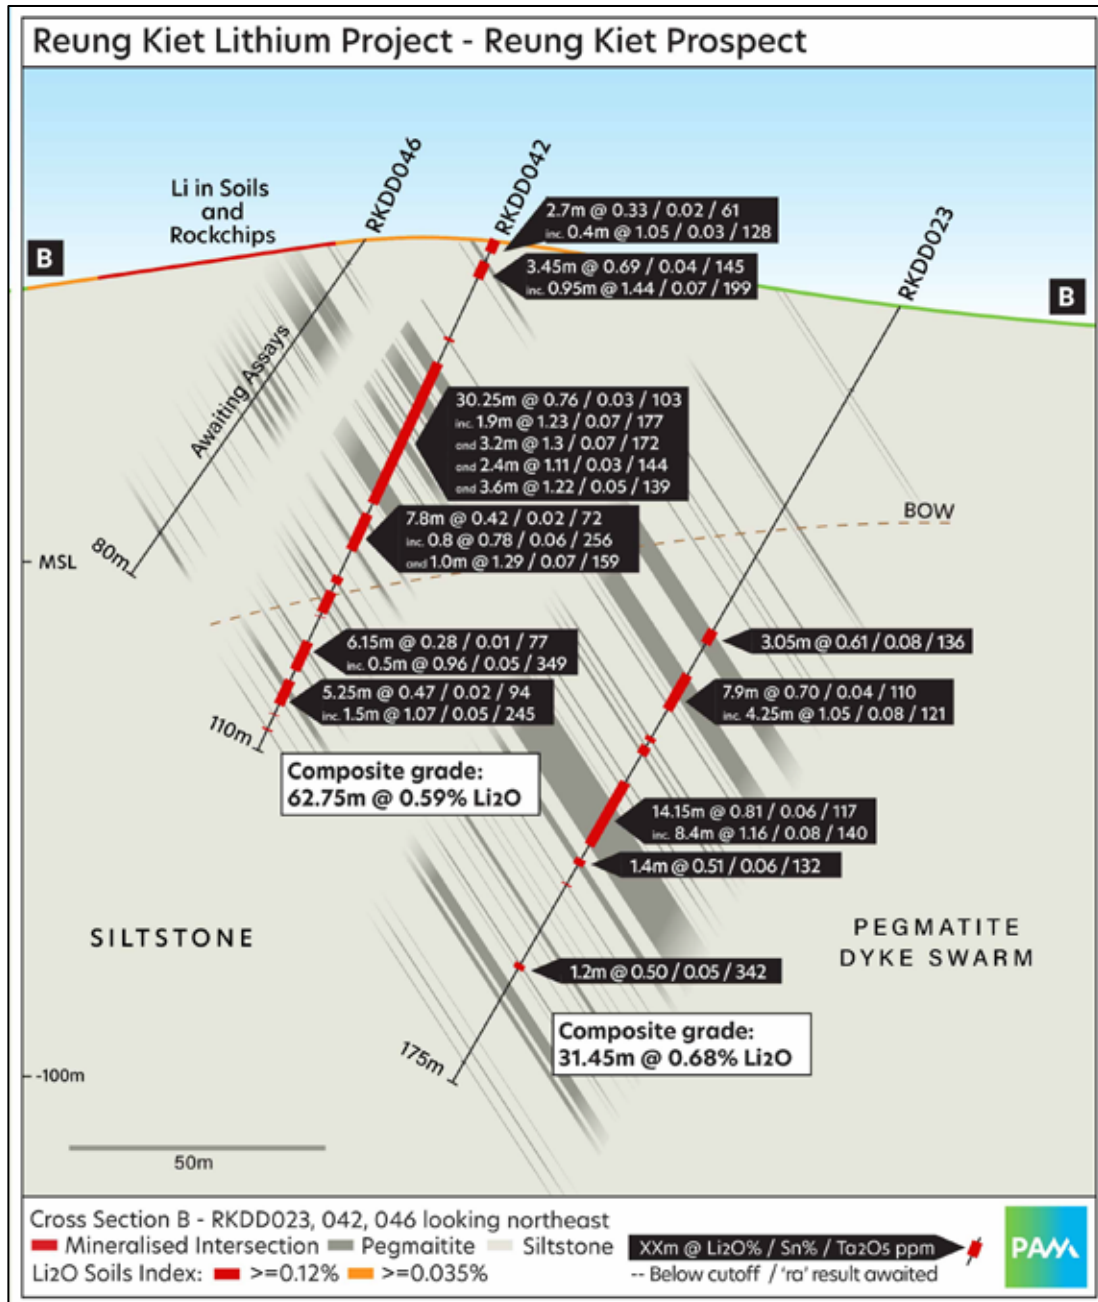 Reung Kiet Lithium Project - Reung Kiet Prospect
Li in Soils
and
Rockchips
RKDD046
RKDD042
RKDD023
B
B
2.7m @ 0.33 / 0.02 / 61
inc. 0.4m @ 1.05 / 0.03 / 128
3.45m @ 0.69 / 0.04 / 145
inc. 0.95m @ 1.44 / 0.07 / 199
Awaiting Assays
30.25m @ 0.76 / 0.03 / 103
inc. 1.9m @ 1.23 / 0.07 / 177
and 3.2m @ 1.3 / 0.07 / 172
and 2.4m @ 1.11 / 0.03 / 144
and 3.6m @ 1.22 / 0.05 / 139
BOW
7.8m @ 0.42 / 0.02 / 72
inc. 0.8 @ 0.78 / 0.06 / 256
and 1.0m @ 1.29 / 0.07 / 159
80m
MSL
6.15m @ 0.28 / 0.01 / 77
inc. 0.5m @ 0.96 / 0.05 / 349
3.05m @ 0.61 / 0.08 / 136
5.25m @ 0.47 / 0.02 / 94
inc. 1.5m @ 1.07 / 0.05 / 245
7.9m @ 0.70 / 0.04 / 110
inc. 4.25m @ 1.05 / 0.08 / 121
110m
Composite grade:
62.75m @ 0.59% Li2O
14.15m @ 0.81 / 0.06 / 117
inc. 8.4m @ 1.16 / 0.08 / 140
1.4m @ 0.51 / 0.06 / 132
SILTSTONE
PEGMATITE
DYKE SWARM
1.2m @ 0.50 / 0.05 / 342
Composite grade:
31.45m @ 0.68% Li2O
175m
-100m
50m
Cross Section B - RKDD023, 042, 046 looking northeast
Mineralised Intersection Pegmaitite Siltstone
Li2O Soils Index: >=0.12% >=0.035%
XXm @ Li2O% / Sn% / Ta2O5 ppm
-- Below cutoff / 'ra' result awaited
PAM